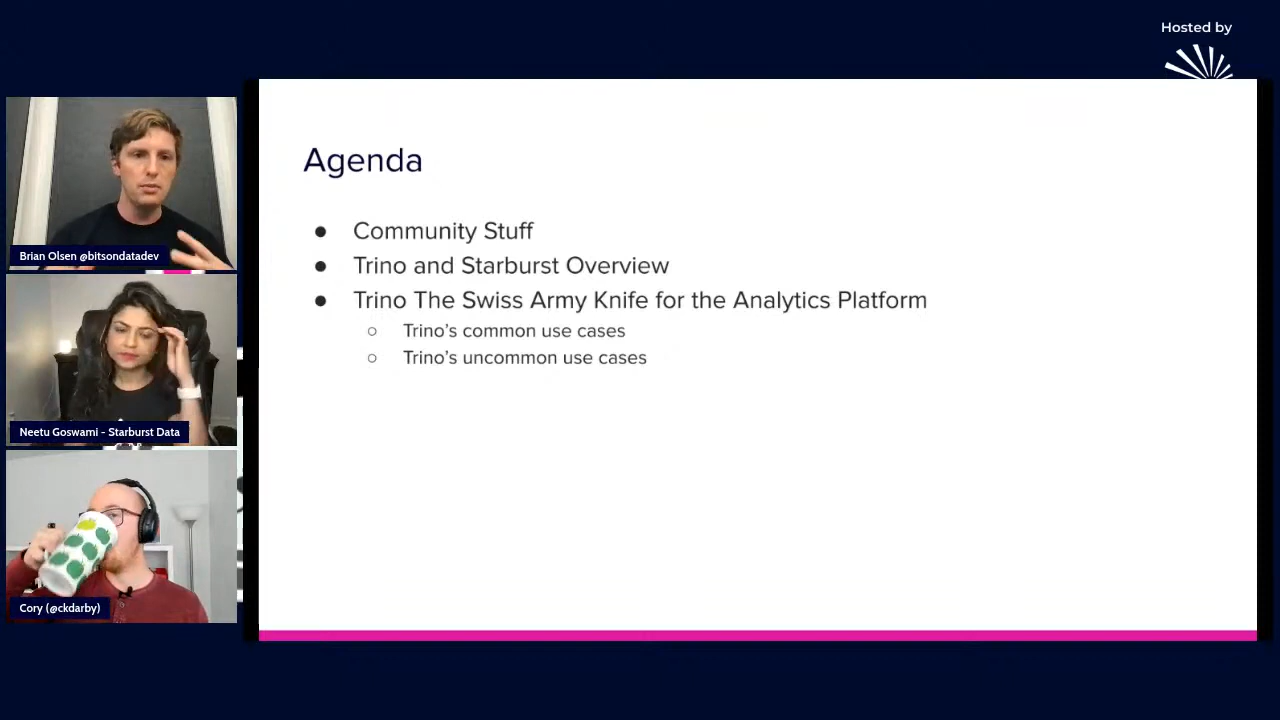 Hosted by
Agenda
● Community Stuff
● Trino and Starburst Overview
● Trino The Swiss Army Knife for the Analytics Platform
○ Trino's common use cases
○ Trino's uncommon use cases
Brian Olsen @bitsondatadev
Neetu Goswami - Starburst Data
Cory (@ckdarby)